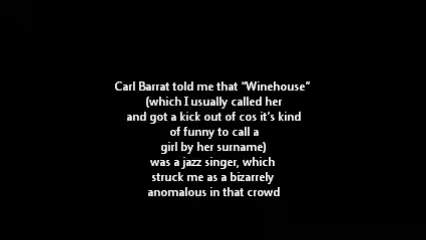 Carl Barrat told me that “Winehouse”
(which I usually called her
and got a kick out of cos it’s kind
of funny to call a
girl by her surname)
was a jazz singer, which
struck me as a bizarrely
anomalous in that crowd